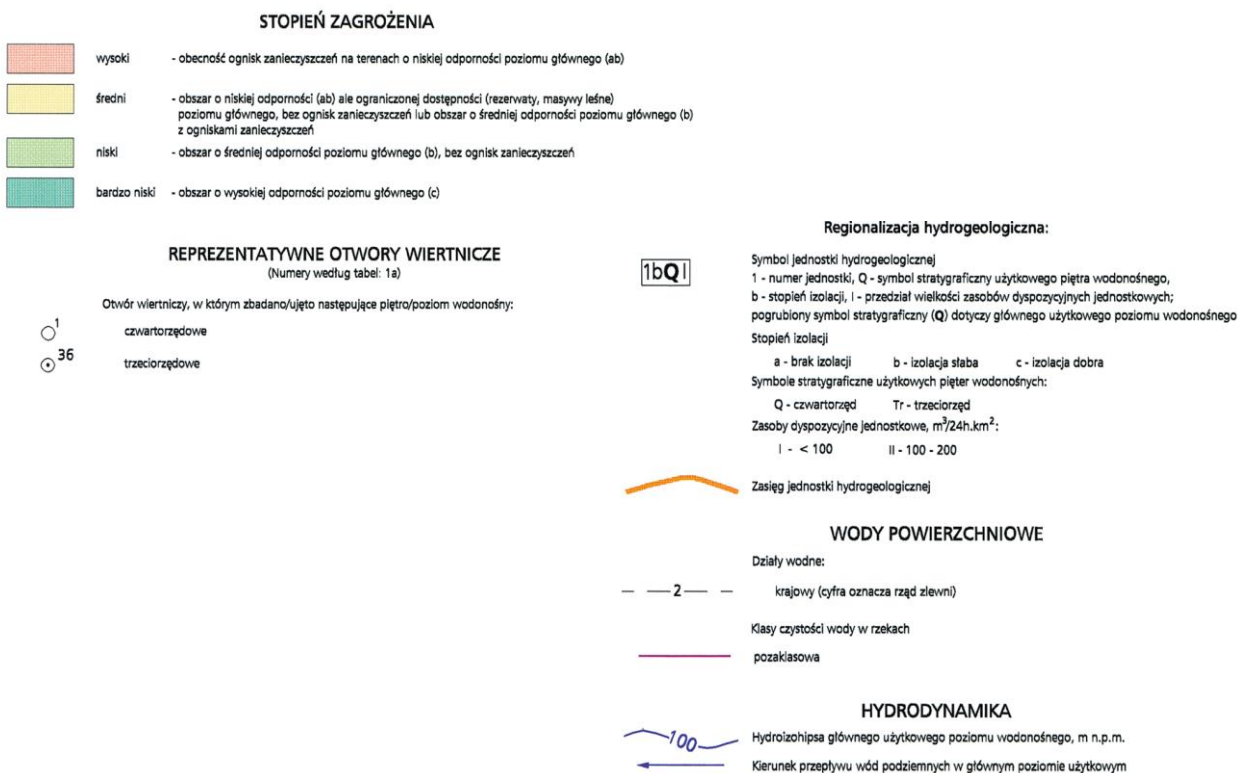 STOPIEŃ ZAGROŻENIA
wysoki - obecność ognisk zanieczyszczeń na terenach o niskiej odporności poziomu głównego (ab)
średni - obszar o niskiej odporności (ab) ale ograniczonej dostępności (rezerwaty, masywy leśne)
poziomu głównego, bez ognisk zanieczyszczeń lub obszar o średniej odporności poziomu głównego (b)
z ogniskami zanieczyszczeń
niski - obszar o średniej odporności poziomu głównego (b), bez ognisk zanieczyszczeń
bardzo niski - obszar o wysokiej odporności poziomu głównego (c)
REPREZENTATYWNE OTWORY WIERTNICZE
(Numery według tabel: 1a)
Otwór wiertniczy, w którym zbadano/ujęto następujące piętro/poziom wodonośny:
1 czwartorzędowe
36 trzeciorzędowe
Regionalizacja hydrogeologiczna:
1bQI
Symbol jednostki hydrogeologicznej
1 - numer jednostki, Q - symbol stratygraficzny użytkowego piętra wodonośnego,
b - stopień izolacji, I - przedział wielkości zasobów dyspozycyjnych jednostkowych;
pogrubiony symbol stratygraficzny (Q) dotyczy głównego użytkowego poziomu wodonośnego
Stopień izolacji
a - brak izolacji b - izolacja słaba c - izolacja dobra
Symbole stratygraficzne użytkowych pięter wodonośnych:
Q - czwartorzęd Tr - trzeciorzęd
Zasoby dyspozycyjne jednostkowe, m³/24h.km²:
I - < 100 II - 100 - 200
Zasięg jednostki hydrogeologicznej
WODY POWIERZCHNIOWE
Działy wodne:
2 krajowy (cyfra oznacza rząd zlewni)
Klasy czystości wody w rzekach
pozaklasowa
HYDRODYNAMIKA
100 Hydroizohipsa głównego użytkowego poziomu wodonośnego, m n.p.m.
Kierunek przepływu wód podziemnych w głównym poziomie użytkowym